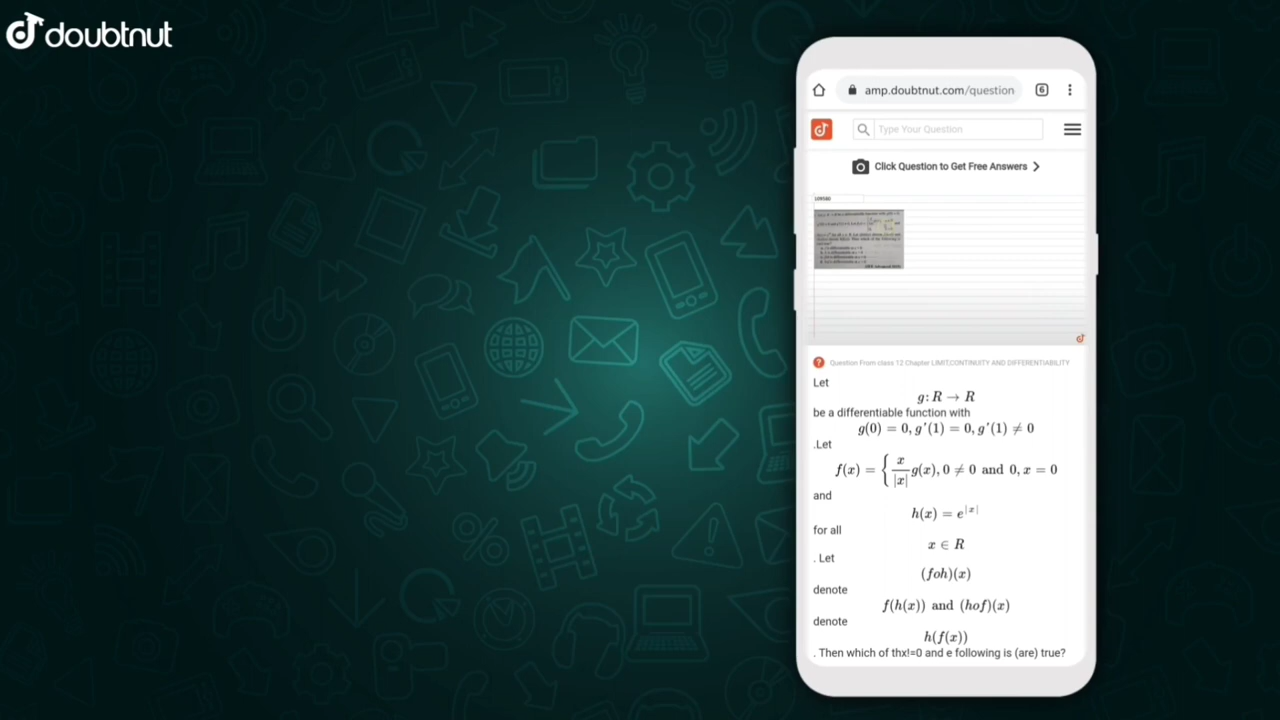 doubtnut
amp.doubtnut.com/question
6
Type Your Question
Click Question to Get Free Answers
Question From class 12 Chapter LIMIT,CONTINUITY AND DIFFERENTIABILITY
Let
g: R → R
be a differentiable function with
g(0) = 0, g'(1) = 0, g'(1) ≠ 0
.Let
f(x) = { x/|x| g(x), 0 ≠ 0 and 0, x = 0
and
h(x) = e^|x|
for all
x ∈ R
. Let
(foh)(x)
denote
f(h(x)) and (hof)(x)
denote
h(f(x))
. Then which of thx!=0 and e following is (are) true?